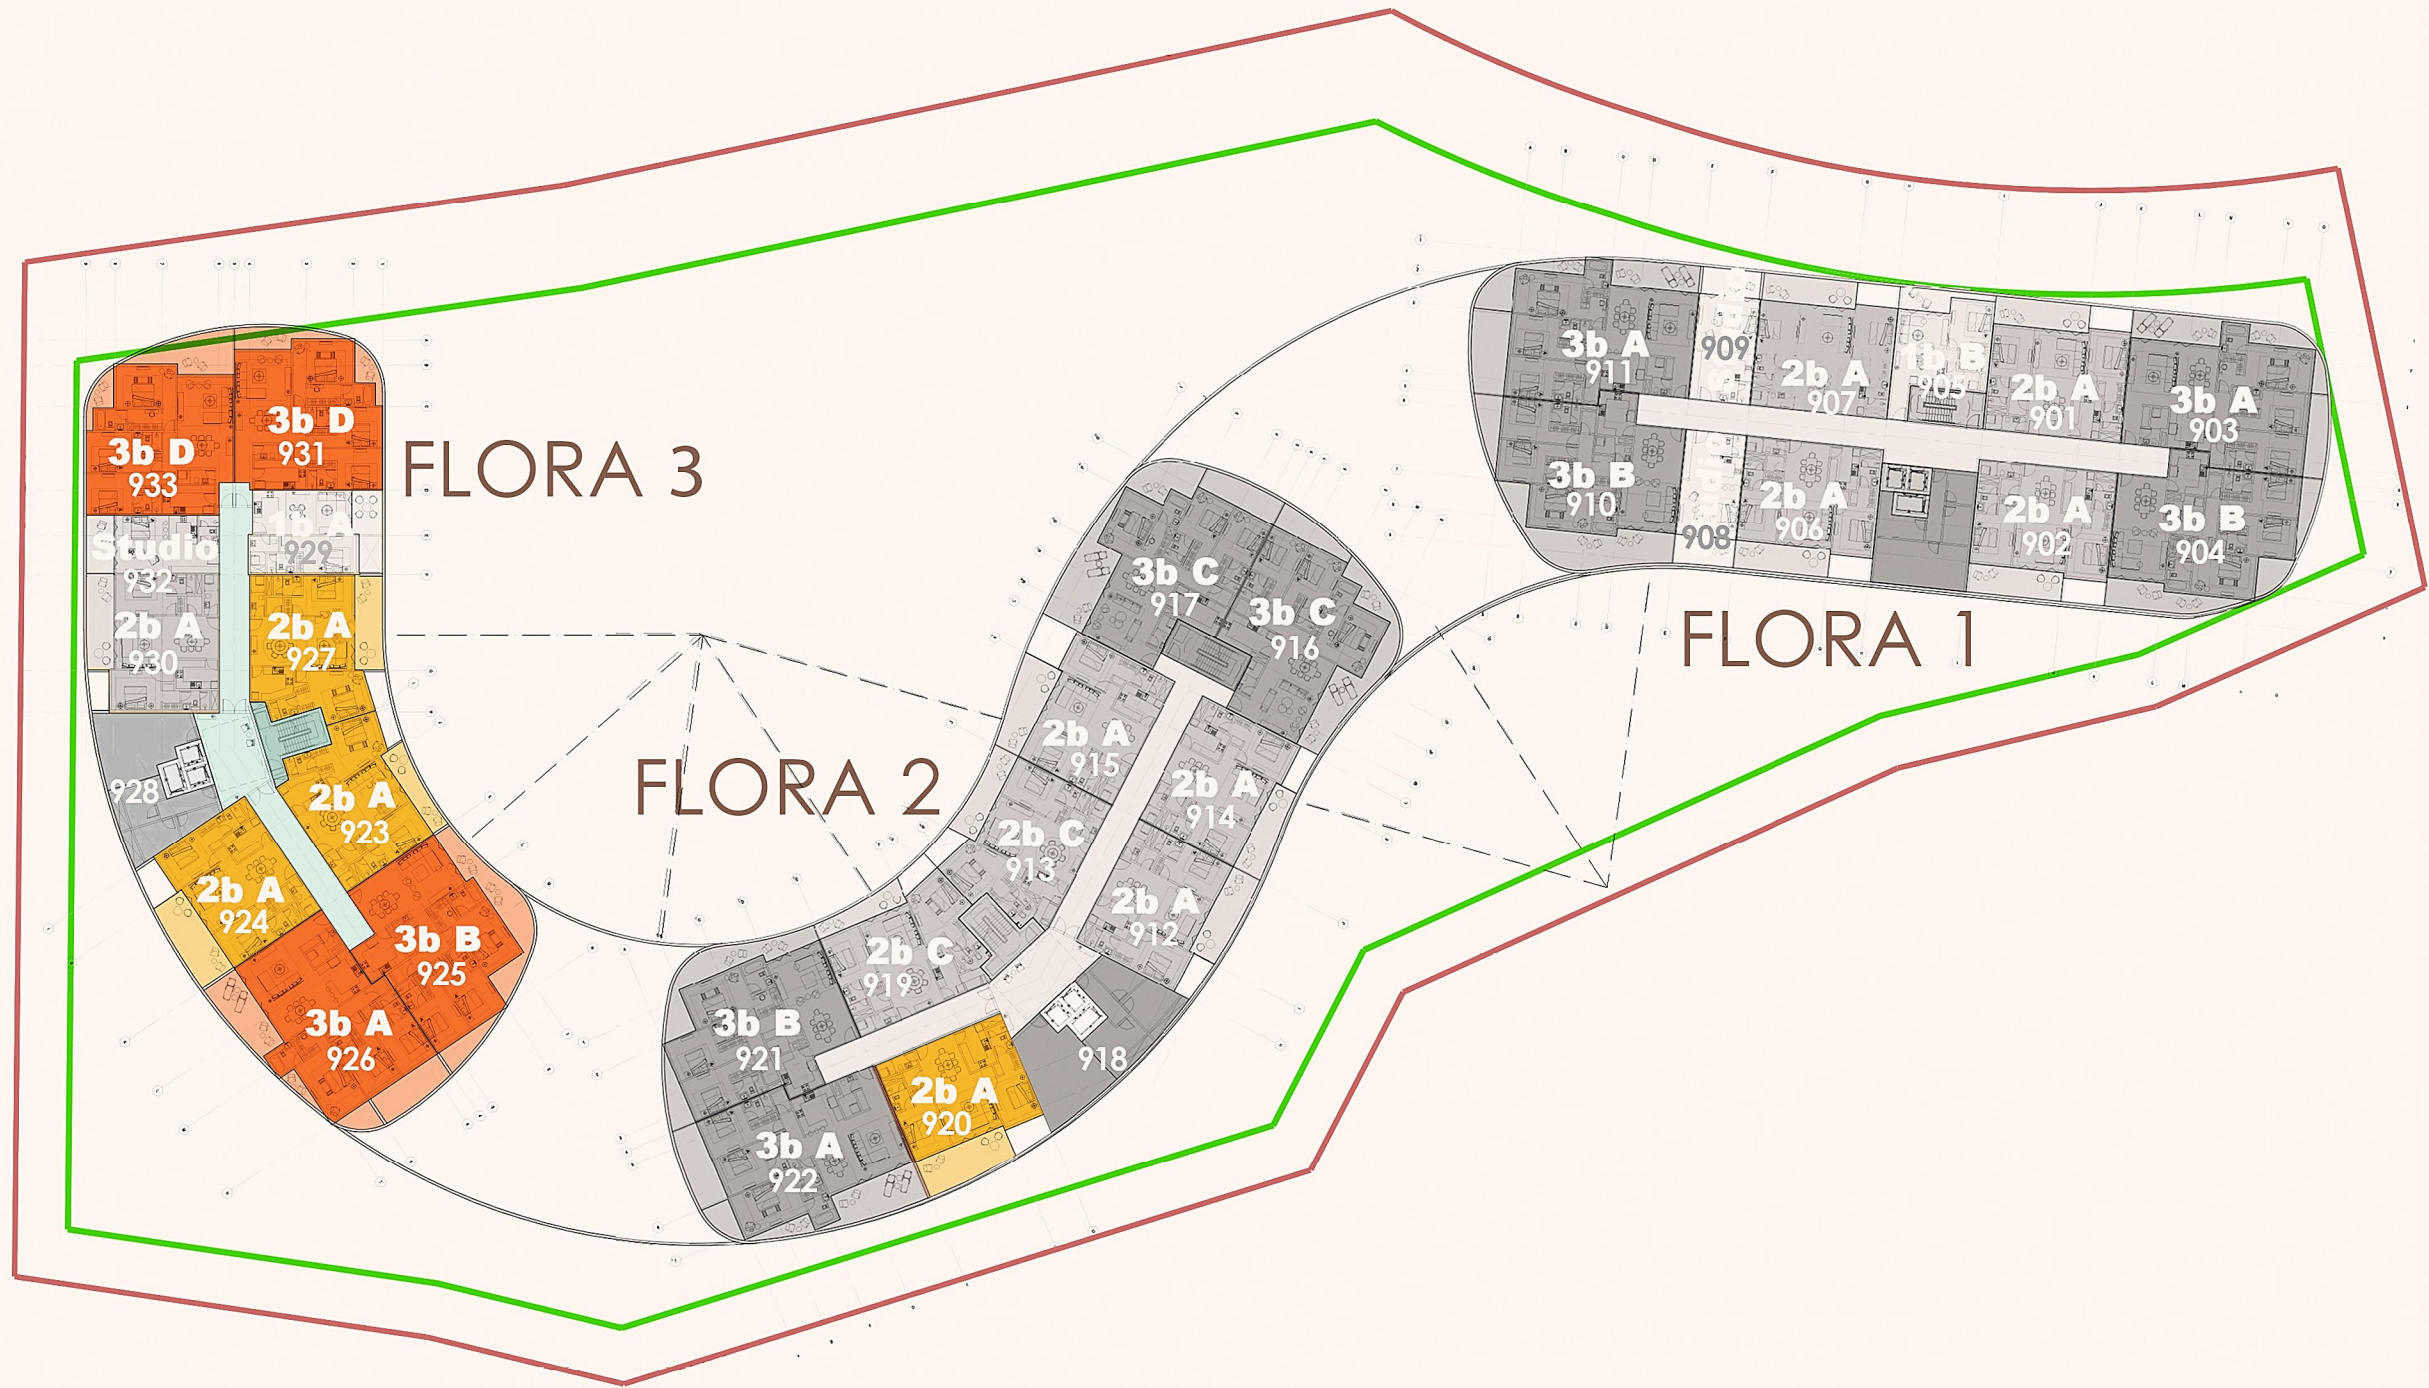 FLORA 3
3b D
933
3b D
931
Studio
932
1b A
929
2b A
930
2b A
927
928
2b A
923
2b A
924
3b B
925
3b A
926
FLORA 2
3b C
917
3b C
916
2b A
915
2b A
914
2b C
913
2b A
912
2b C
919
918
3b B
921
2b A
920
3b A
922
FLORA 1
3b A
911
909
2b A
907
1b B
905
2b A
901
3b A
903
3b B
910
Studio
908
2b A
906
2b A
902
3b B
904